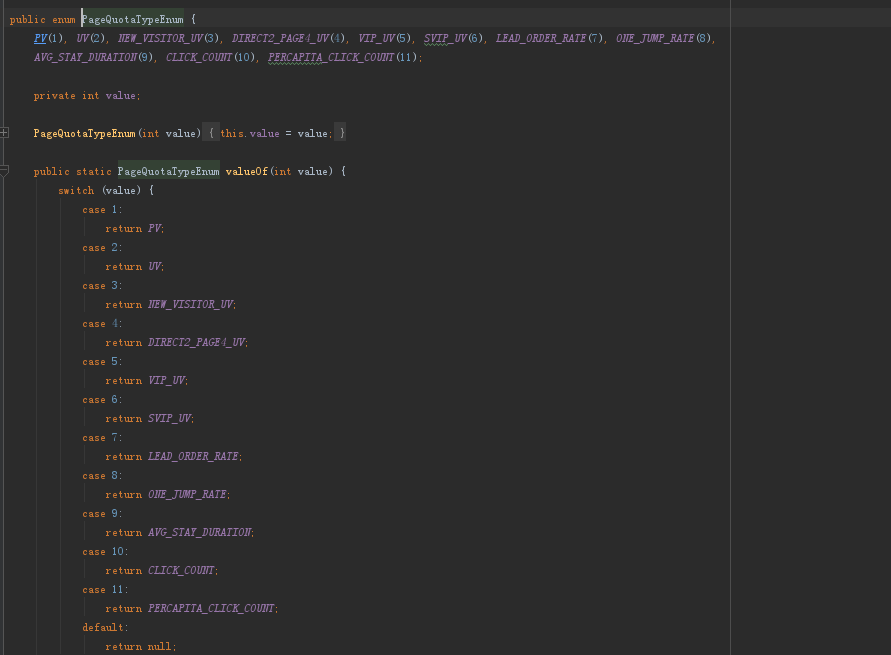 public enum PageQuotaTypeEnum {
PV(1), UV(2), NEW_VISITOR_UV(3), DIRECT2_PAGE4_UV(4), VIP_UV(5), SVIP_UV(6), LEAD_ORDER_RATE(7), ONE_JUMP_RATE(8),
AVG_STAY_DURATION(9), CLICK_COUNT(10), PERCAPITA_CLICK_COUNT(11);
private int value;
PageQuotaTypeEnum(int value) { this.value = value; }
public static PageQuotaTypeEnum valueOf(int value) {
switch (value) {
case 1:
return PV;
case 2:
return UV;
case 3:
return NEW_VISITOR_UV;
case 4:
return DIRECT2_PAGE4_UV;
case 5:
return VIP_UV;
case 6:
return SVIP_UV;
case 7:
return LEAD_ORDER_RATE;
case 8:
return ONE_JUMP_RATE;
case 9:
return AVG_STAY_DURATION;
case 10:
return CLICK_COUNT;
case 11:
return PERCAPITA_CLICK_COUNT;
default:
return null;